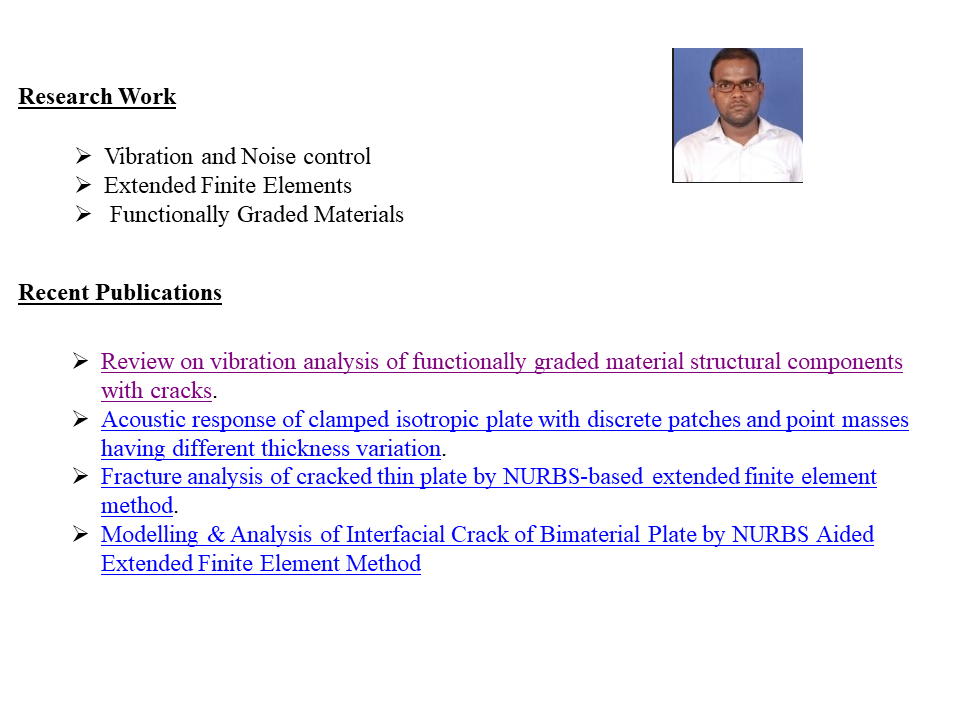 Research Work
➢ Vibration and Noise control
➢ Extended Finite Elements
➢ Functionally Graded Materials
Recent Publications
➢ Review on vibration analysis of functionally graded material structural components
with cracks.
➢ Acoustic response of clamped isotropic plate with discrete patches and point masses
having different thickness variation.
➢ Fracture analysis of cracked thin plate by NURBS-based extended finite element
method.
➢ Modelling & Analysis of Interfacial Crack of Bimaterial Plate by NURBS Aided
Extended Finite Element Method